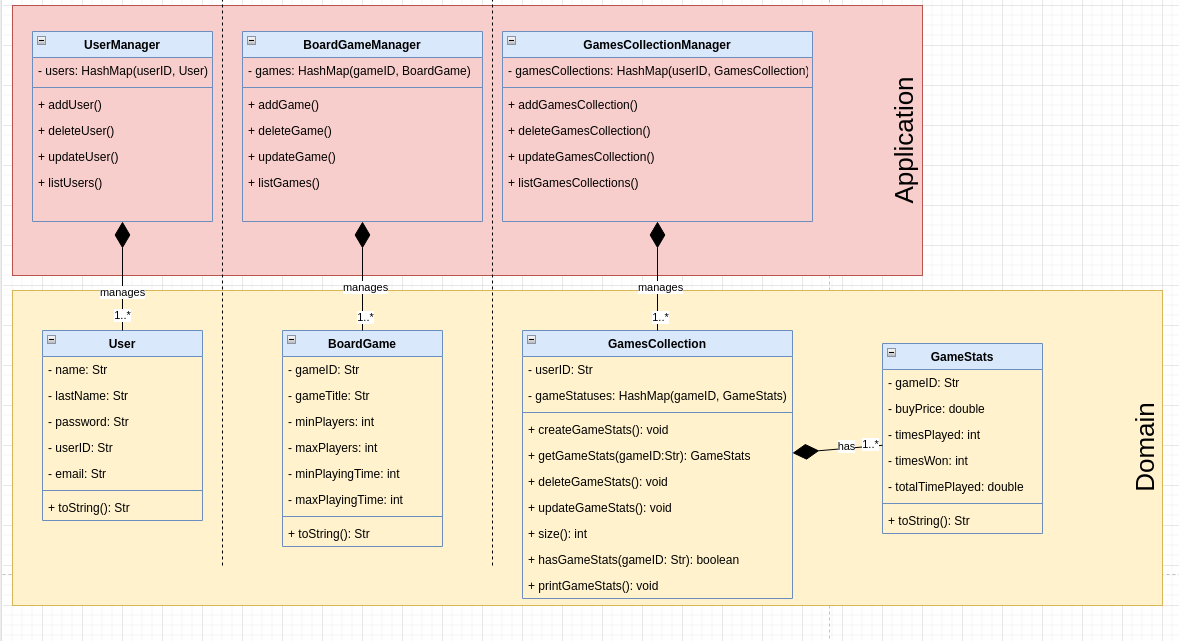 UserManager
- users: HashMap(userID, User)
+ addUser()
+ deleteUser()
+ updateUser()
+ listUsers()
BoardGameManager
- games: HashMap(gameID, BoardGame)
+ addGame()
+ deleteGame()
+ updateGame()
+ listGames()
GamesCollectionManager
- gamesCollections: HashMap(userID, GamesCollection)
+ addGamesCollection()
+ deleteGamesCollection()
+ updateGamesCollection()
+ listGamesCollections()
Application
manages
1..*
manages
1..*
manages
1..*
User
- name: Str
- lastName: Str
- password: Str
- userID: Str
- email: Str
+ toString(): Str
BoardGame
- gameID: Str
- gameTitle: Str
- minPlayers: int
- maxPlayers: int
- minPlayingTime: int
- maxPlayingTime: int
+ toString(): Str
GamesCollection
- userID: Str
- gameStatuses: HashMap(gameID, GameStats)
+ createGameStats(): void
+ getGameStats(gameID:Str): GameStats
+ deleteGameStats(): void
+ updateGameStats(): void
+ size(): int
+ hasGameStats(gameID: Str): boolean
+ printGameStats(): void
has
1..*
GameStats
- gameID: Str
- buyPrice: double
- timesPlayed: int
- timesWon: int
- totalTimePlayed: double
+ toString(): Str
Domain